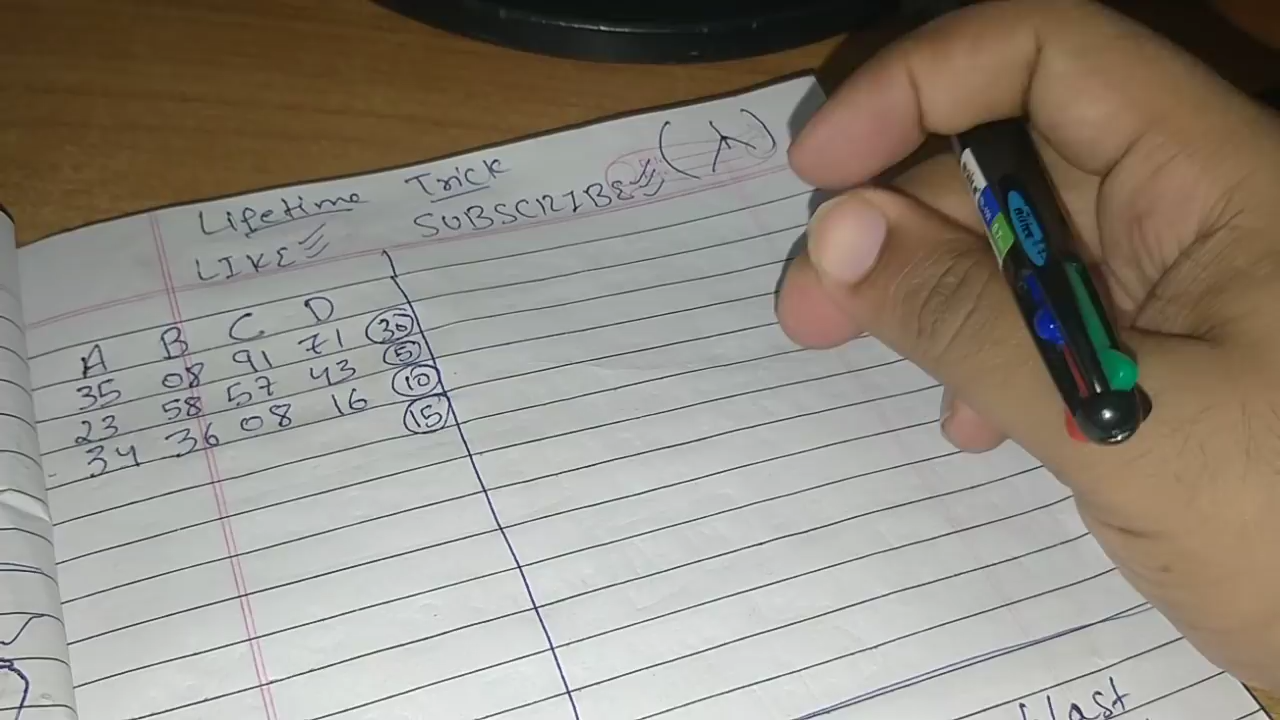 Lifetime Trick
LIKE SUBSCRIBE (λ)
A B C D
35 08 91 71 30
23 58 57 43 5
34 36 08 16 10
15
last